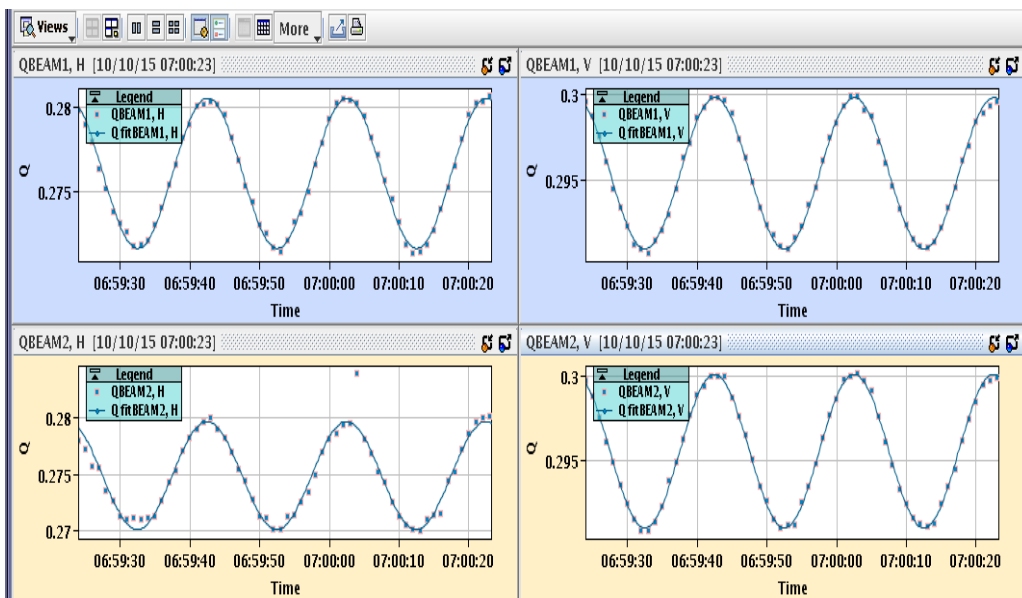 Views More
QBEAM1, H [10/10/15 07:00:23]
Legend
QBEAM1, H
Q fitBEAM1, H
0.28
0.275
Q
06:59:30 06:59:40 06:59:50 07:00:00 07:00:10 07:00:20
Time
QBEAM1, V [10/10/15 07:00:23]
Legend
QBEAM1, V
Q fitBEAM1, V
0.3
0.295
Q
06:59:30 06:59:40 06:59:50 07:00:00 07:00:10 07:00:20
Time
QBEAM2, H [10/10/15 07:00:23]
Legend
QBEAM2, H
Q fitBEAM2, H
0.28
0.275
0.27
Q
06:59:30 06:59:40 06:59:50 07:00:00 07:00:10 07:00:20
Time
QBEAM2, V [10/10/15 07:00:23]
Legend
QBEAM2, V
Q fitBEAM2, V
0.3
0.295
Q
06:59:30 06:59:40 06:59:50 07:00:00 07:00:10 07:00:20
Time